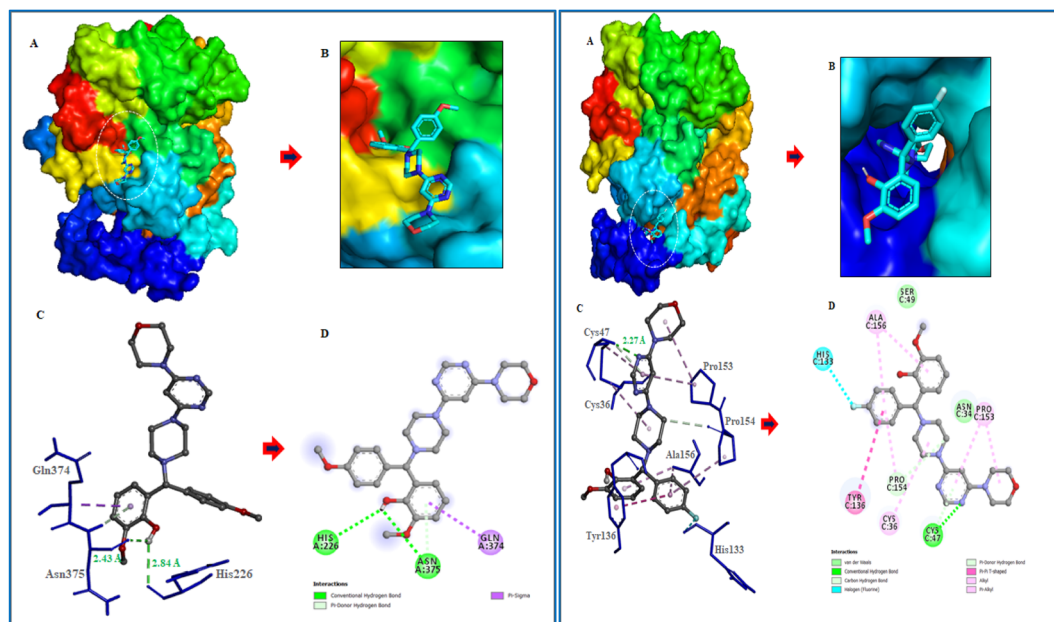 A
B
C
Gln374
Asn375
2.43 Å
2.84 Å
His226
D
HIS
A:226
ASN
A:375
GLN
A:374
Interactions
Conventional Hydrogen Bond
Pi-Donor Hydrogen Bond
Pi-Sigma
A
B
C
Cys47
2.27 Å
Pro153
Cys36
Pro154
Ala156
Tyr136
His133
D
SER
C:49
ALA
C:156
HIS
C:133
ASN
C:34
PRO
C:153
PRO
C:154
TYR
C:136
CYS
C:36
CYS
C:47
Interactions
van der Waals
Conventional Hydrogen Bond
Carbon Hydrogen Bond
Halogen (Fluorine)
Pi-Donor Hydrogen Bond
Pi-Pi T-shaped
Alkyl
Pi-Alkyl